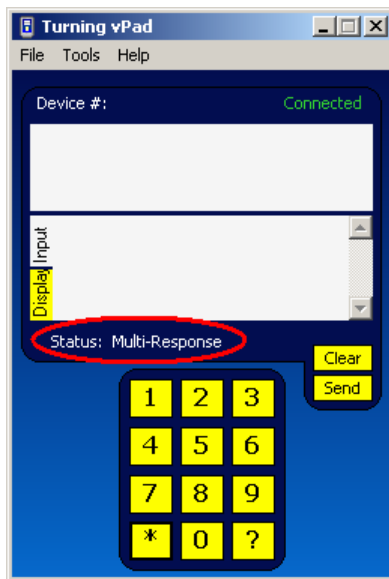 Turning vPad
File Tools Help
Device #: Connected
Input
Display
Status: Multi-Response
Clear
Send
1 2 3
4 5 6
7 8 9
* 0 ?